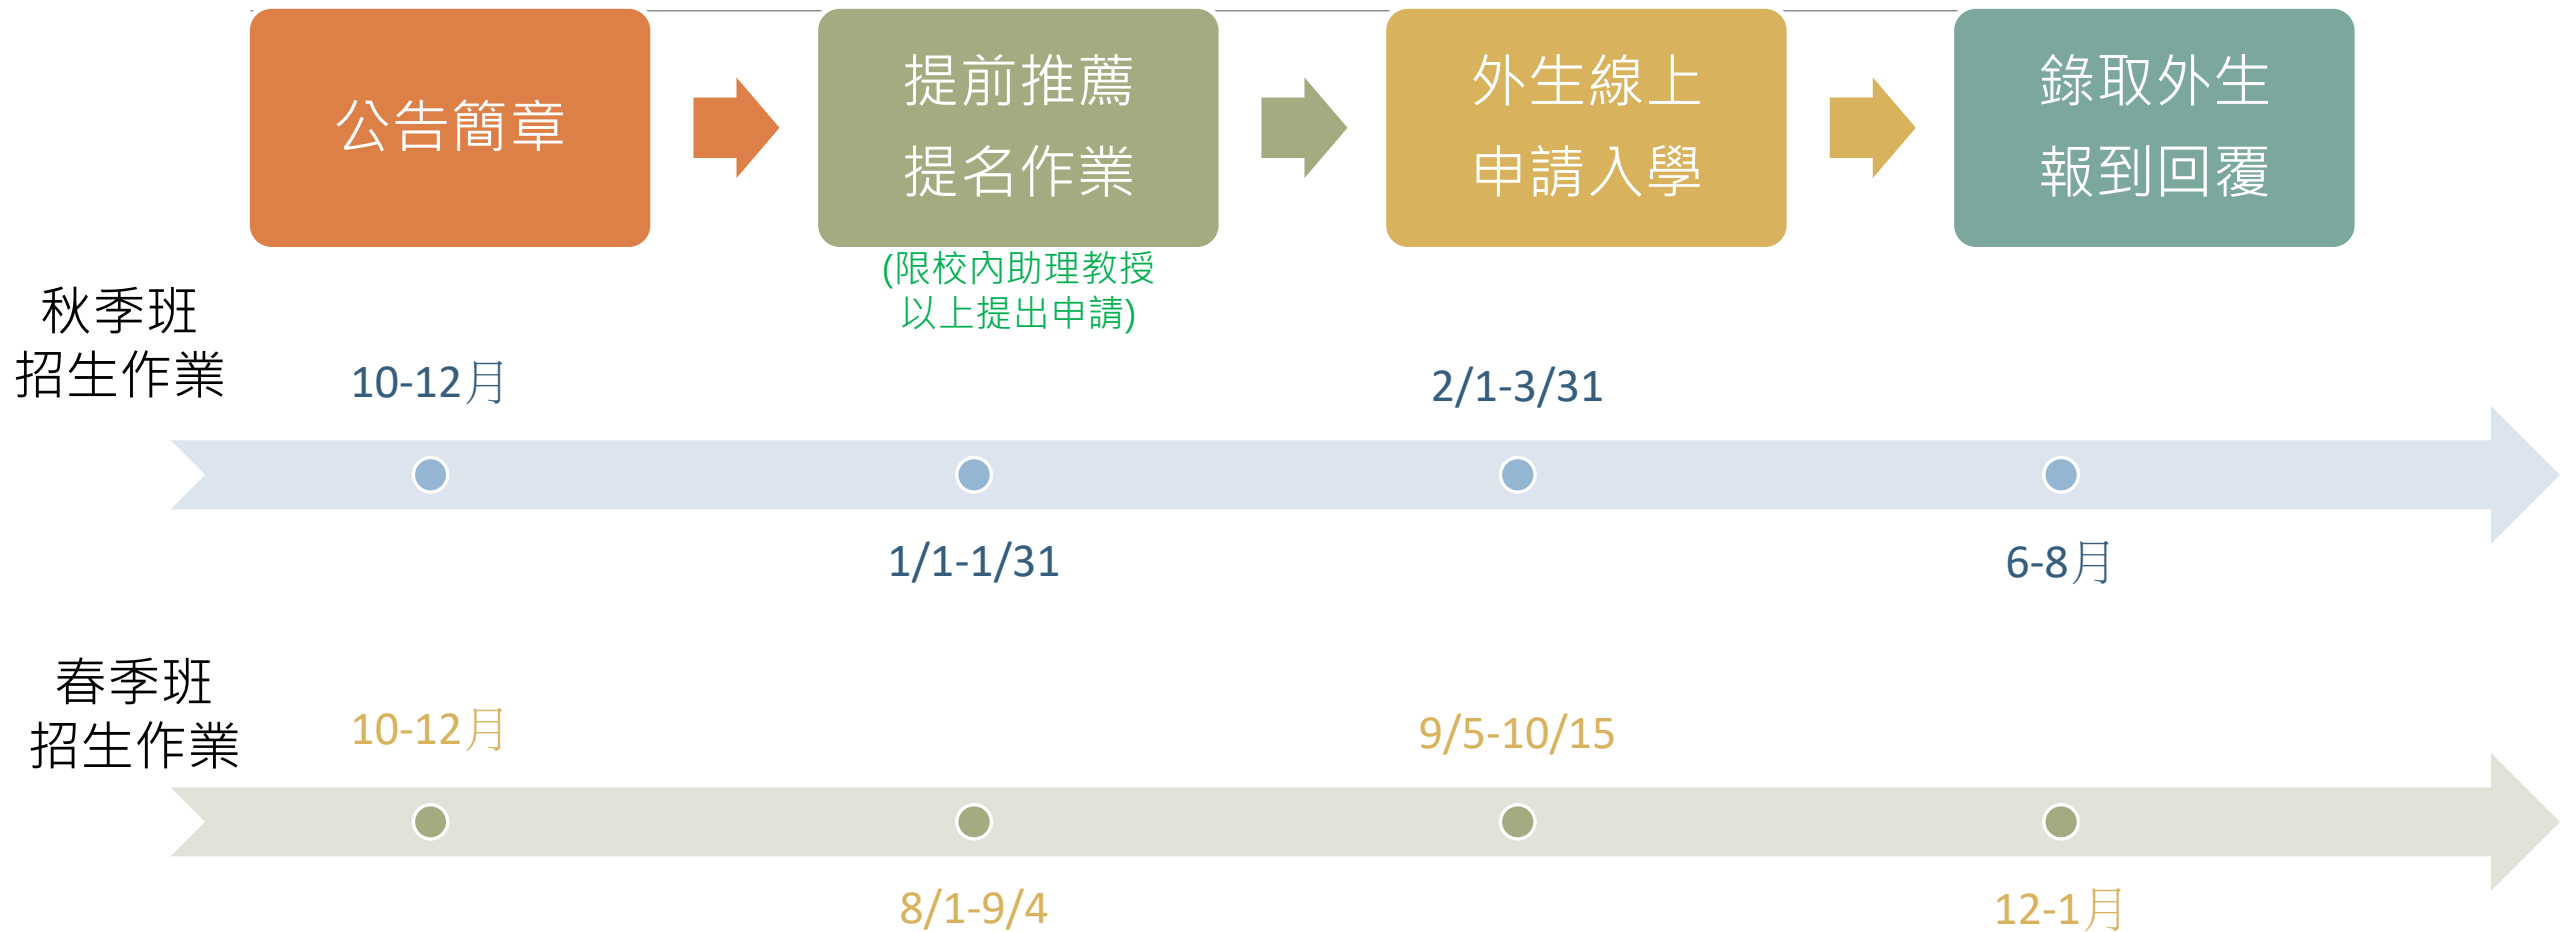 公告簡章
提前推薦
提名作業
外生線上
申請入學
錄取外生
報到回覆
(限校內助理教授
以上提出申請)
秋季班
招生作業
10-12月
2/1-3/31
1/1-1/31
6-8月
春季班
招生作業
10-12月
9/5-10/15
8/1-9/4
12-1月